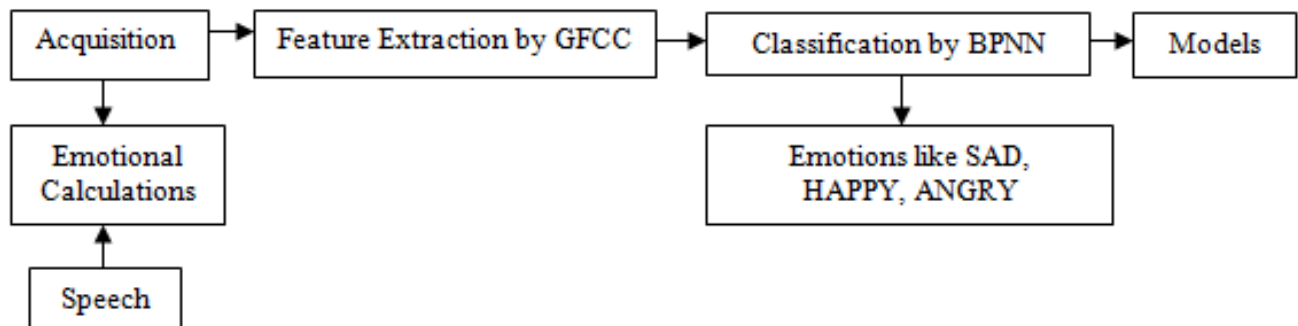 Acquisition
Feature Extraction by GFCC
Classification by BPNN
Models
Emotional
Calculations
Emotions like SAD,
HAPPY, ANGRY
Speech